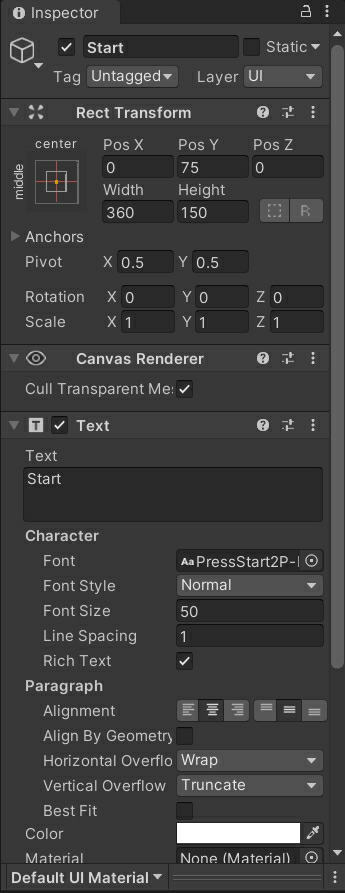 Inspector
Start Static
Tag Untagged Layer UI
Rect Transform
center Pos X Pos Y Pos Z
middle 0 75 0
Width Height
360 150 R
Anchors
Pivot X 0.5 Y 0.5
Rotation X 0 Y 0 Z 0
Scale X 1 Y 1 Z 1
Canvas Renderer
Cull Transparent Me
T Text
Text
Start
Character
Font Aa PressStart2P-
Font Style Normal
Font Size 50
Line Spacing 1
Rich Text
Paragraph
Alignment
Align By Geometry
Horizontal Overflo Wrap
Vertical Overflow Truncate
Best Fit
Color
Material None (Material)
Default UI Material